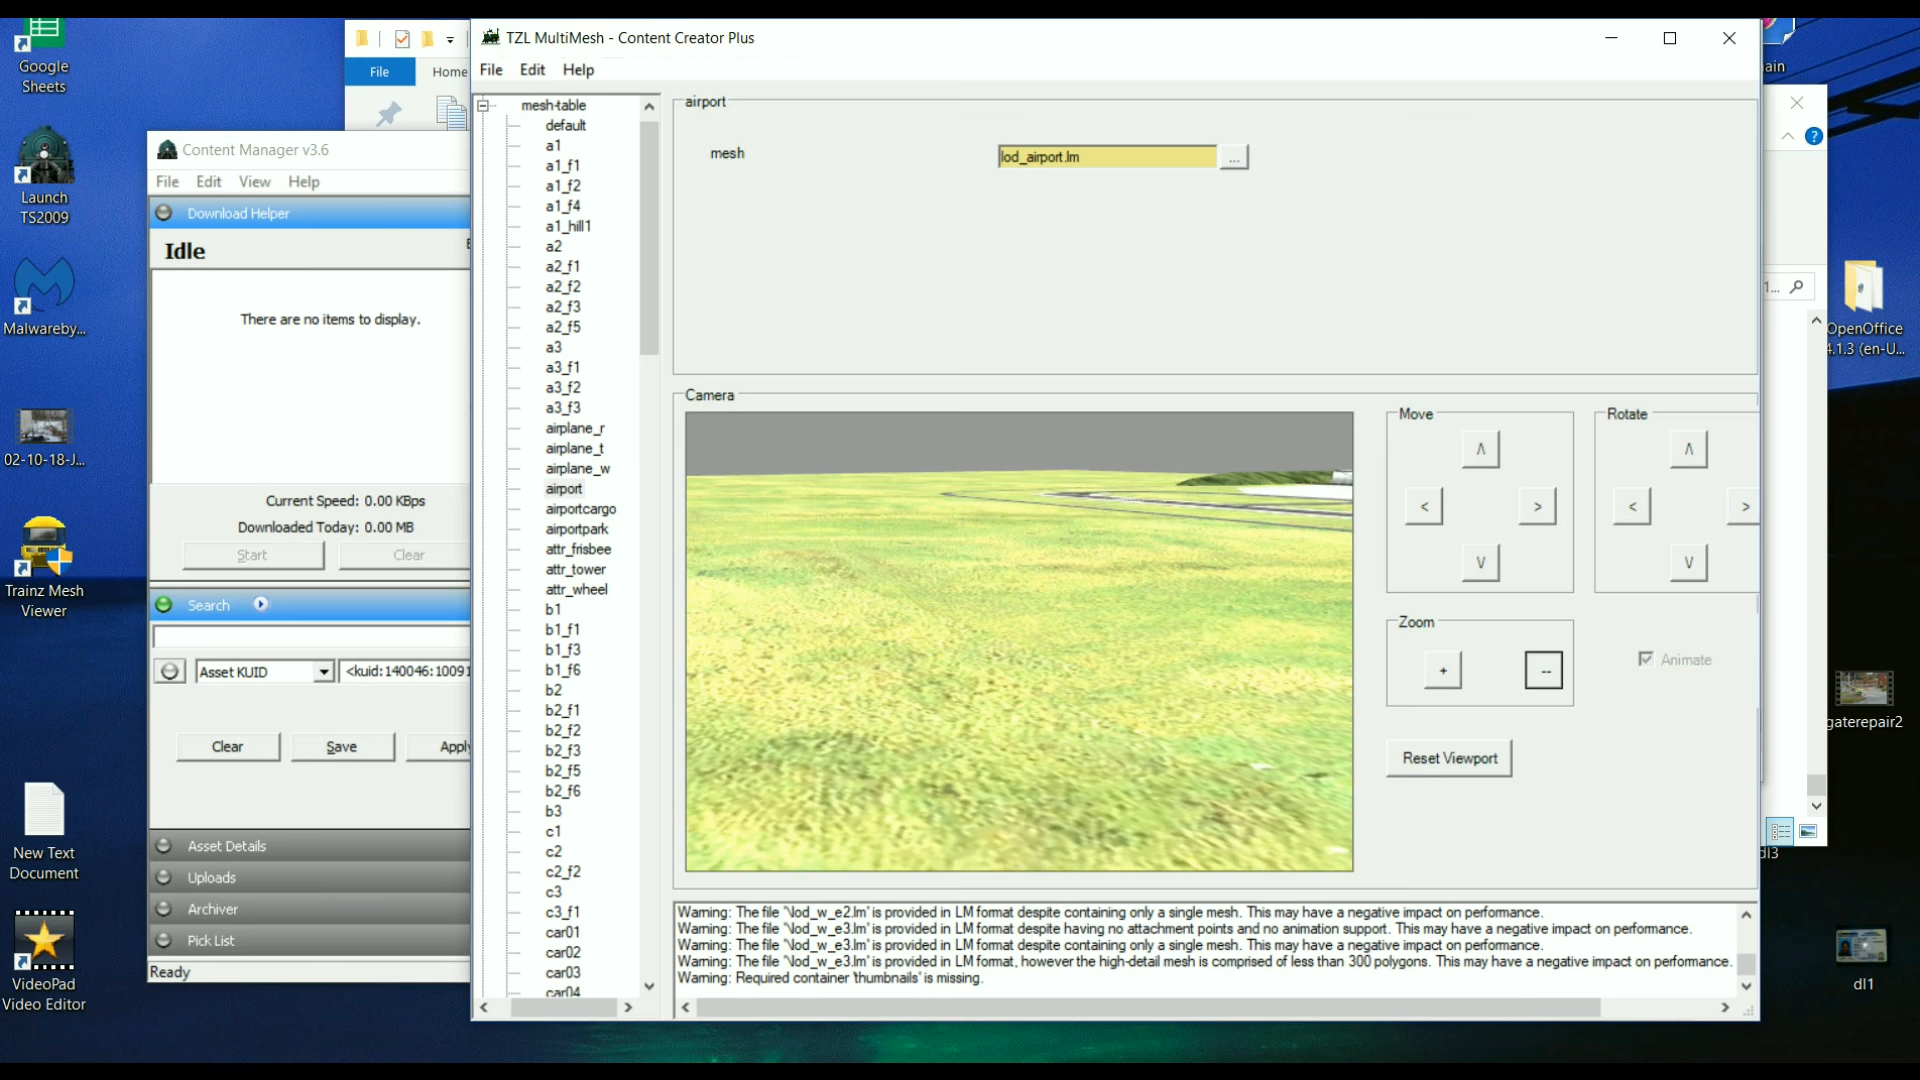 Google
Sheets
Launch
TS2009
Malwareby...
02-10-18-J...
Trainz Mesh
Viewer
New Text
Document
VideoPad
Video Editor
File
Home
Content Manager v3.6
File Edit View Help
Download Helper
Idle
There are no items to display.
Current Speed: 0.00 KBps
Downloaded Today: 0.00 MB
Start Clear
Search
Asset KUID
<kuid:140046:10091
Clear Save Apply
Asset Details
Uploads
Archiver
Pick List
Ready
TZL MultiMesh - Content Creator Plus
File Edit Help
mesh-table
default
a1
a1_f1
a1_f2
a1_f4
a1_hill1
a2
a2_f1
a2_f2
a2_f3
a2_f5
a3
a3_f1
a3_f2
a3_f3
airplane_r
airplane_t
airplane_w
airport
airportcargo
airportpark
attr_frisbee
attr_tower
attr_wheel
b1
b1_f1
b1_f3
b1_f6
b2
b2_f1
b2_f2
b2_f3
b2_f5
b2_f6
b3
c1
c2
c2_f2
c3
c3_f1
car01
car02
car03
car04
airport
mesh
lod_airport.lm
...
Camera
Move
Rotate
Zoom
+
--
Animate
Reset Viewport
Warning: The file '\lod_w_e2.lm' is provided in LM format despite containing only a single mesh. This may have a negative impact on performance.
Warning: The file '\lod_w_e3.lm' is provided in LM format despite having no attachment points and no animation support. This may have a negative impact on performance.
Warning: The file '\lod_w_e3.lm' is provided in LM format despite containing only a single mesh. This may have a negative impact on performance.
Warning: The file '\lod_w_e3.lm' is provided in LM format, however the high-detail mesh is comprised of less than 300 polygons. This may have a negative impact on performance.
Warning: Required container 'thumbnails' is missing.
ain
1...
OpenOffice
4.1.3 (en-U...
gaterepair2
dl3
dl1